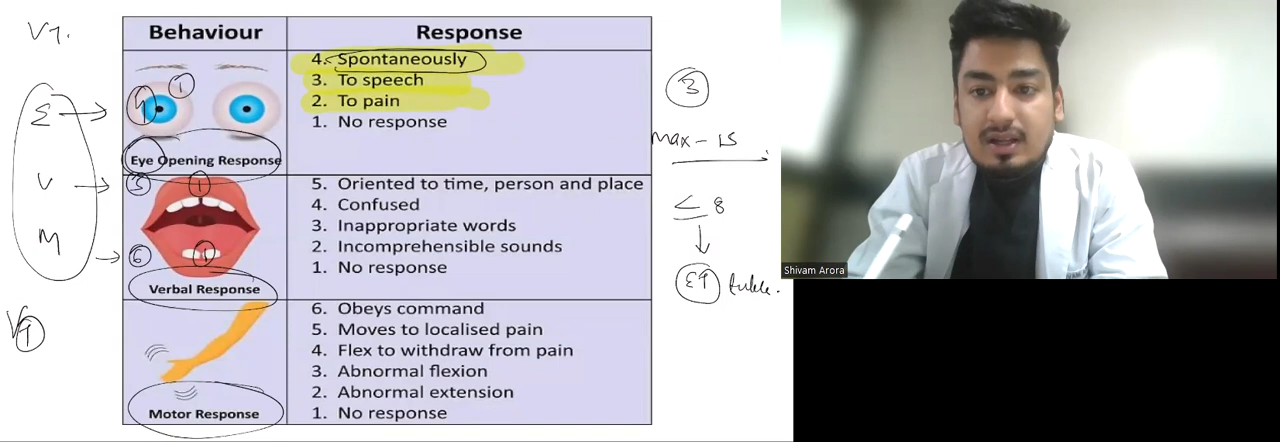 Behaviour Response
4. Spontaneously
3. To speech
2. To pain
1. No response
Eye Opening Response
5. Oriented to time, person and place
4. Confused
3. Inappropriate words
2. Incomprehensible sounds
1. No response
Verbal Response
6. Obeys command
5. Moves to localised pain
4. Flex to withdraw from pain
3. Abnormal flexion
2. Abnormal extension
1. No response
Motor Response
E
V
M
4 1
1
6 1
3
max - 15
< 8
ET tube.
VT
Shivam Arora